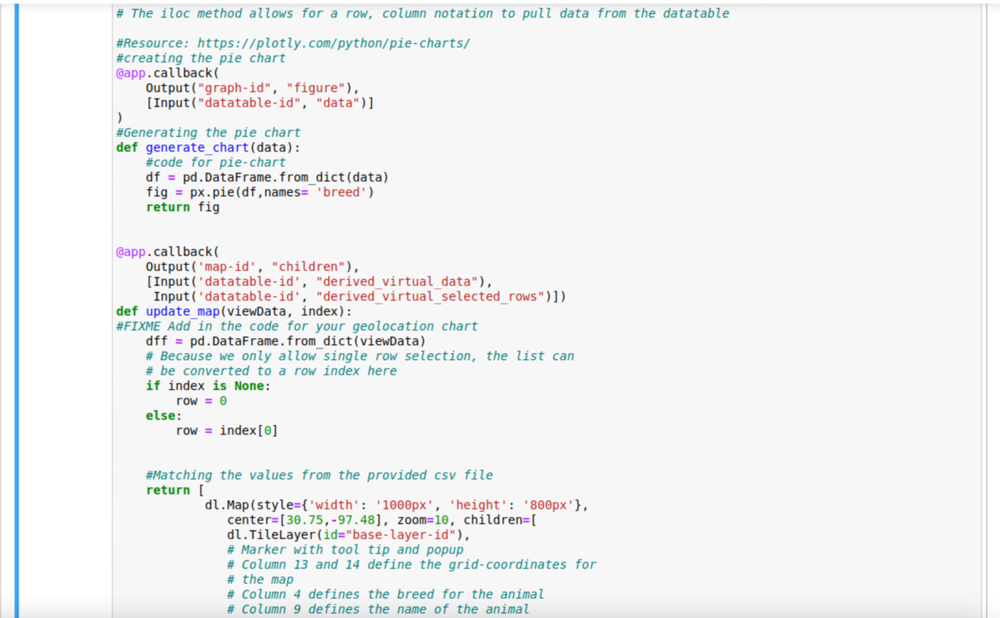 # The iloc method allows for a row, column notation to pull data from the datatable

#Resource: https://plotly.com/python/pie-charts/
#creating the pie chart
@app.callback(
    Output("graph-id", "figure"),
    [Input("datatable-id", "data")]
)
#Generating the pie chart
def generate_chart(data):
    #code for pie-chart
    df = pd.DataFrame.from_dict(data)
    fig = px.pie(df,names= 'breed')
    return fig


@app.callback(
    Output('map-id', "children"),
    [Input('datatable-id', "derived_virtual_data"),
     Input('datatable-id', "derived_virtual_selected_rows")])
def update_map(viewData, index):
#FIXME Add in the code for your geolocation chart
    dff = pd.DataFrame.from_dict(viewData)
    # Because we only allow single row selection, the list can
    # be converted to a row index here
    if index is None:
        row = 0
    else:
        row = index[0]


    #Matching the values from the provided csv file
    return [
            dl.Map(style={'width': '1000px', 'height': '800px'},
               center=[30.75,-97.48], zoom=10, children=[
               dl.TileLayer(id="base-layer-id"),
               # Marker with tool tip and popup
               # Column 13 and 14 define the grid-coordinates for
               # the map
               # Column 4 defines the breed for the animal
               # Column 9 defines the name of the animal